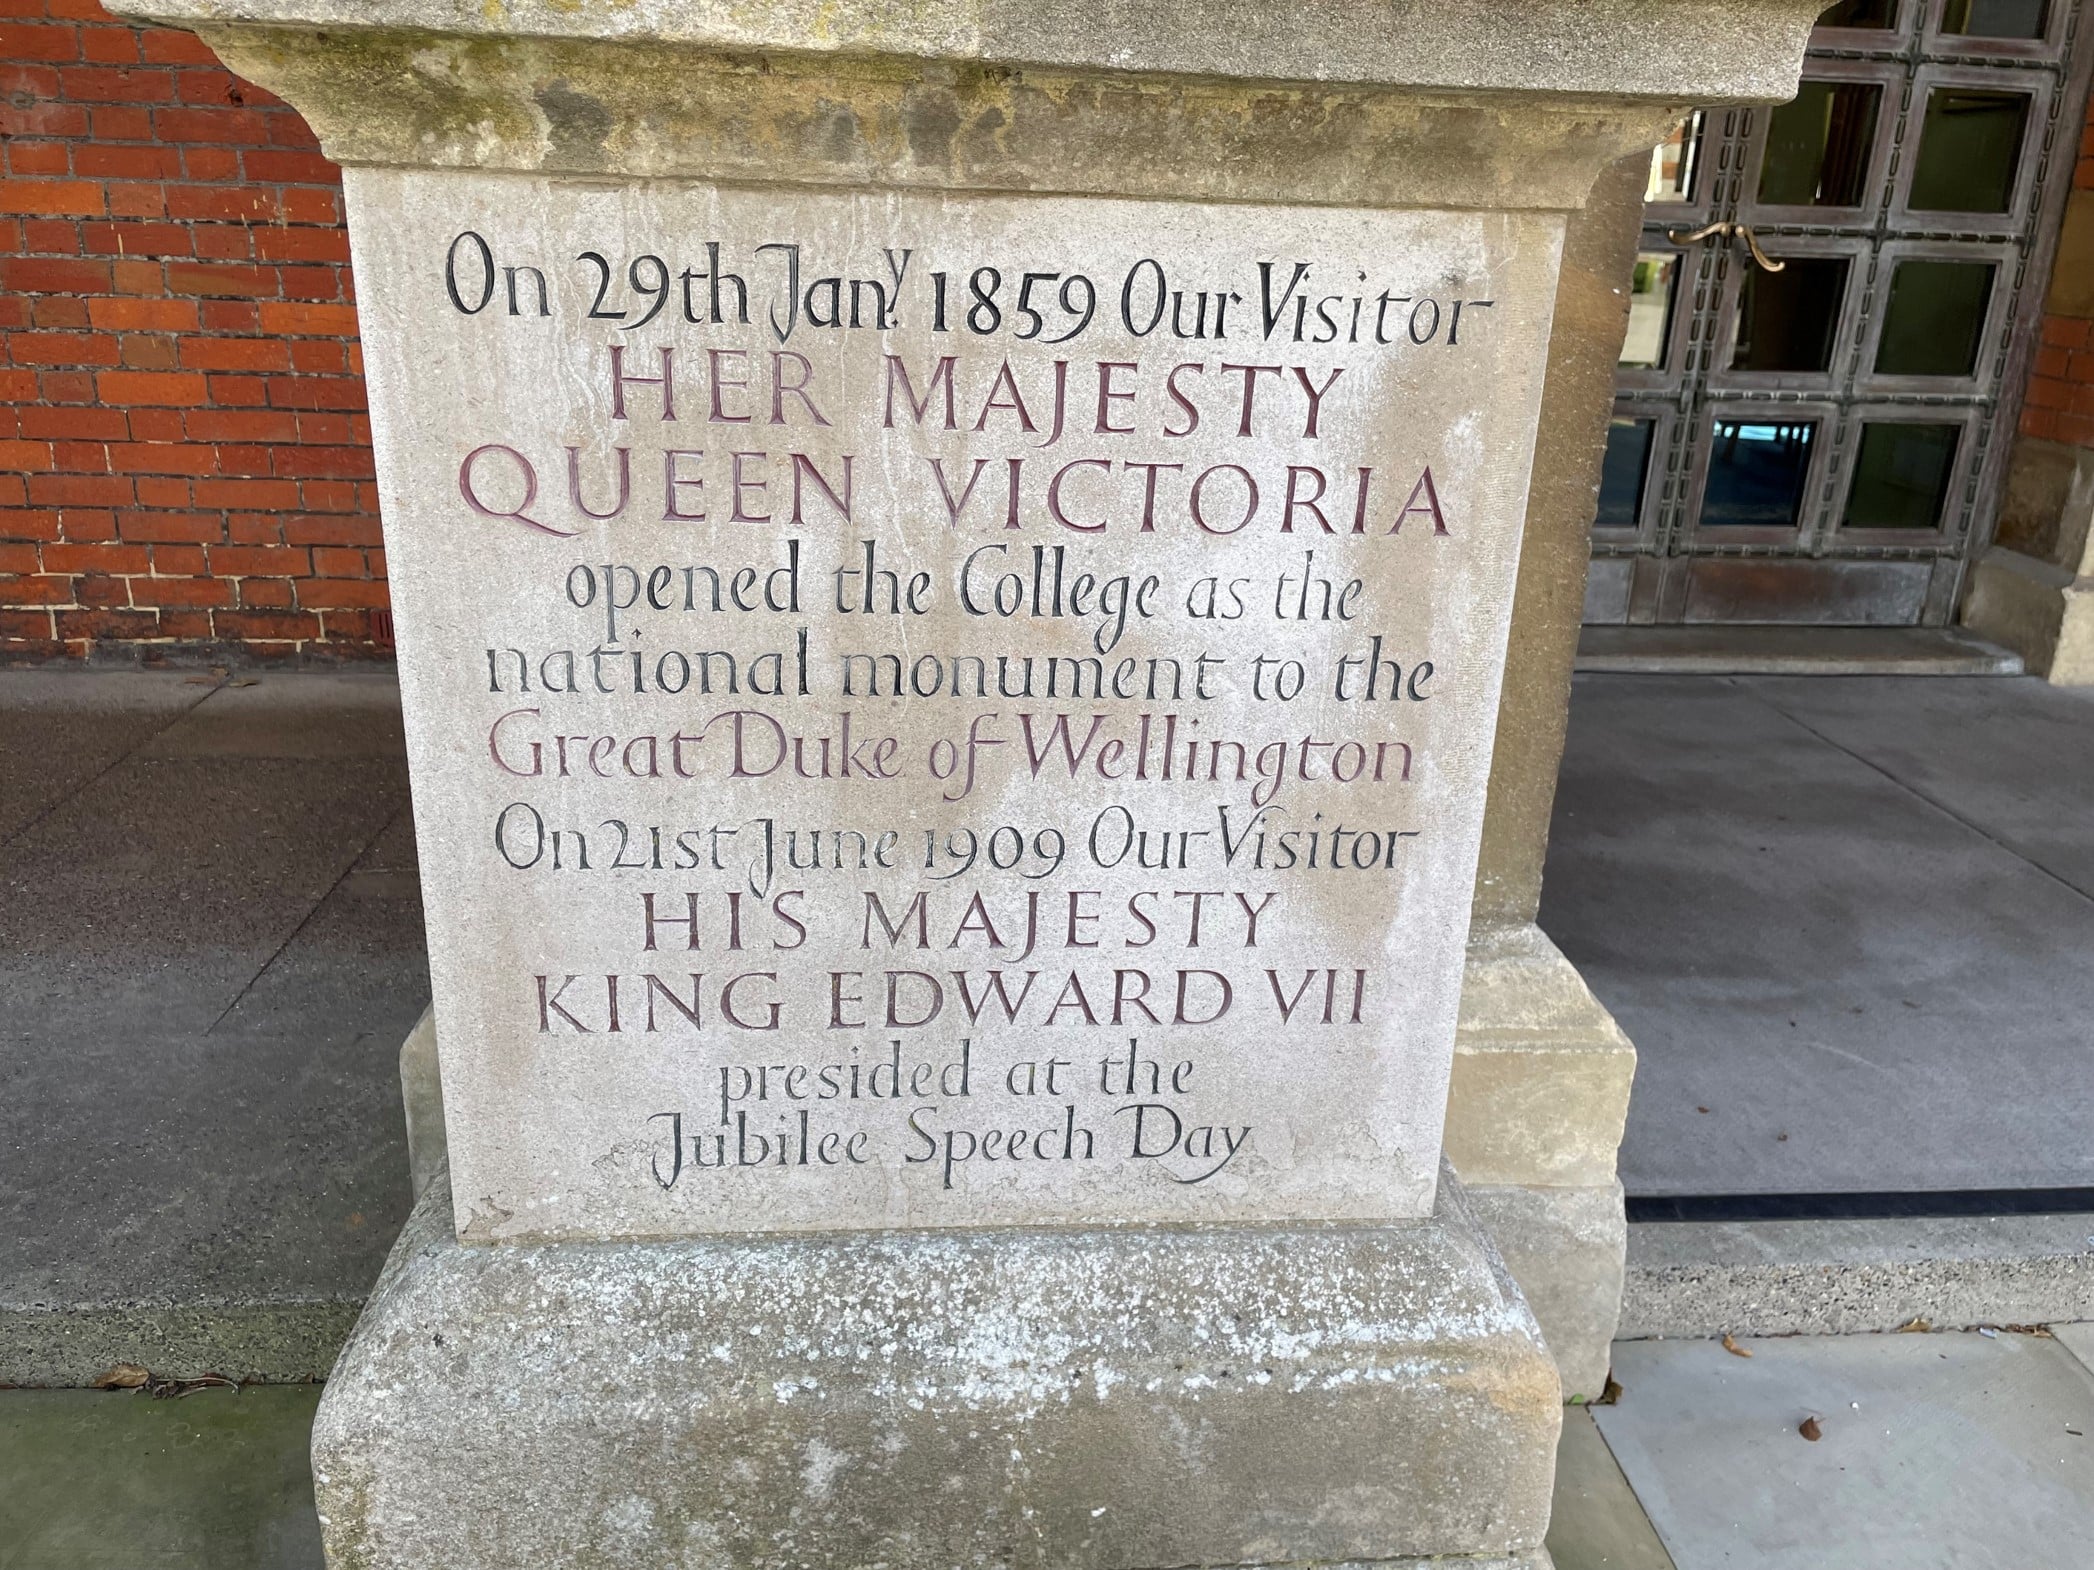 On 29th Janʸ. 1859 Our Visitor
HER MAJESTY
QUEEN VICTORIA
opened the College as the
national monument to the
Great Duke of Wellington
On 21st June 1909 Our Visitor
HIS MAJESTY
KING EDWARD VII
presided at the
Jubilee Speech Day